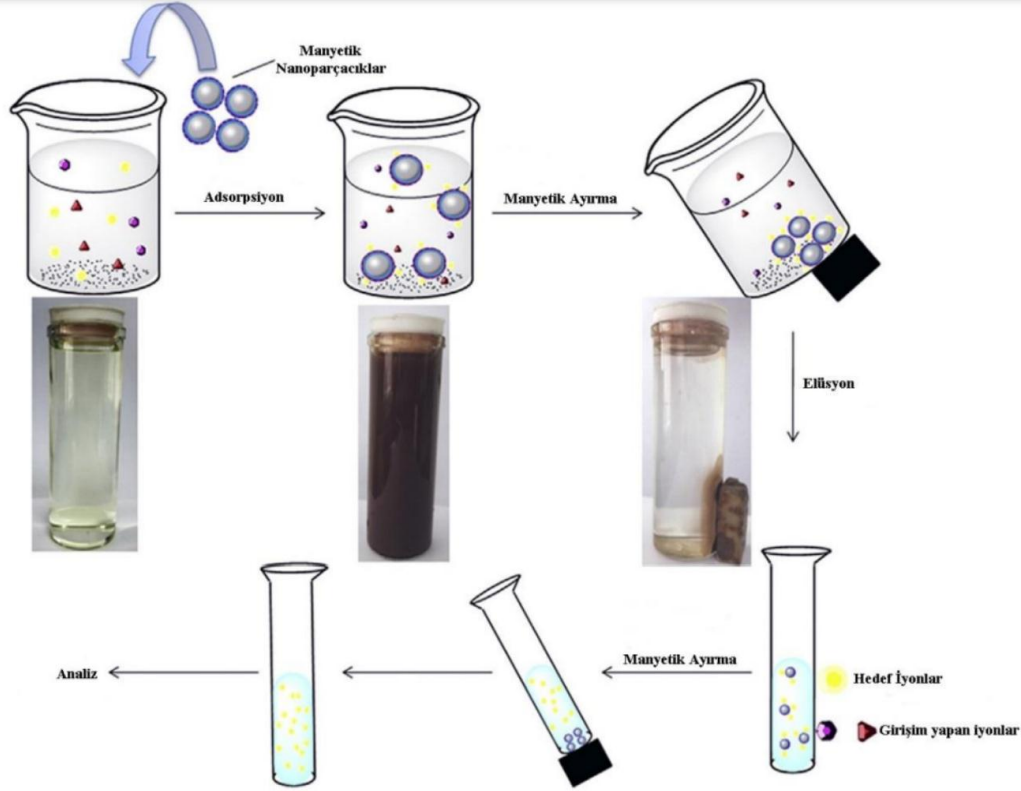 Manyetik
Nanoparçacıklar
Adsorpsiyon
Manyetik Ayırma
Elüsyon
Manyetik Ayırma
Analiz
Hedef İyonlar
Girişim yapan iyonlar